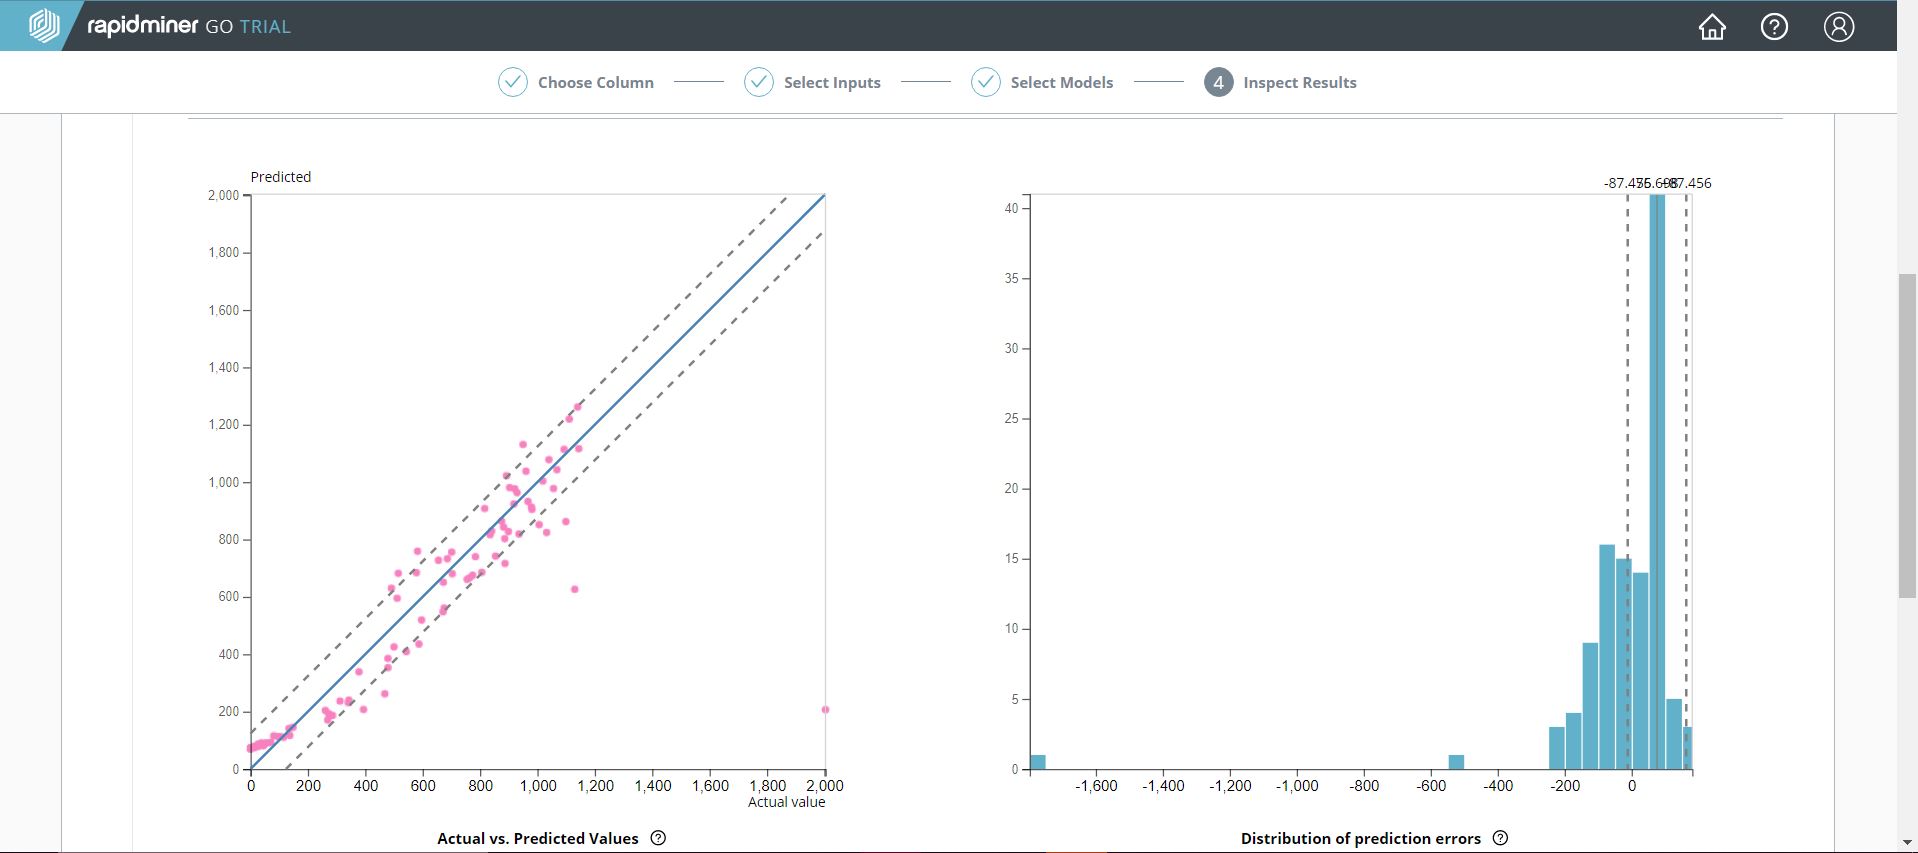 rapidminer GO TRIAL
Choose Column
Select Inputs
Select Models
4 Inspect Results
Predicted
2,000
1,800
1,600
1,400
1,200
1,000
800
600
400
200
0
0 200 400 600 800 1,000 1,200 1,400 1,600 1,800 2,000
Actual value
Actual vs. Predicted Values ?
-87.456
40
35
30
25
20
15
10
5
0
-1,600 -1,400 -1,200 -1,000 -800 -600 -400 -200 0
Distribution of prediction errors ?